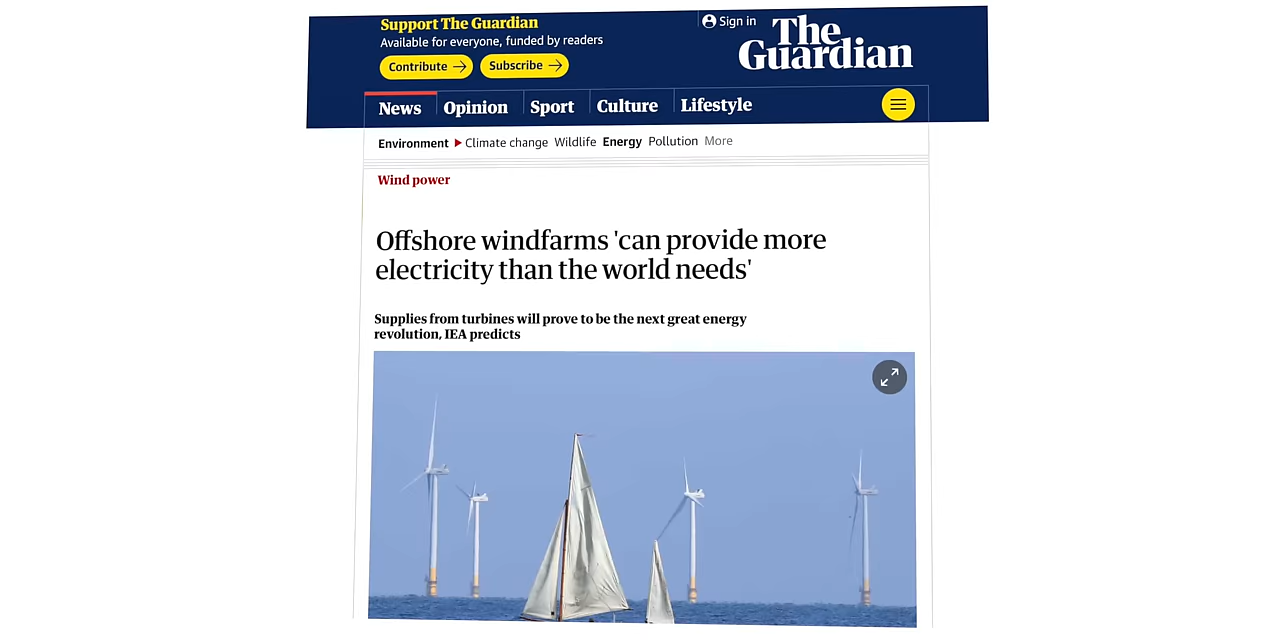 Support The Guardian
Available for everyone, funded by readers
Contribute →
Subscribe →
Sign in
The
Guardian
News
Opinion
Sport
Culture
Lifestyle
Environment
Climate change
Wildlife
Energy
Pollution
More
Wind power
Offshore windfarms 'can provide more
electricity than the world needs'
Supplies from turbines will prove to be the next great energy
revolution, IEA predicts